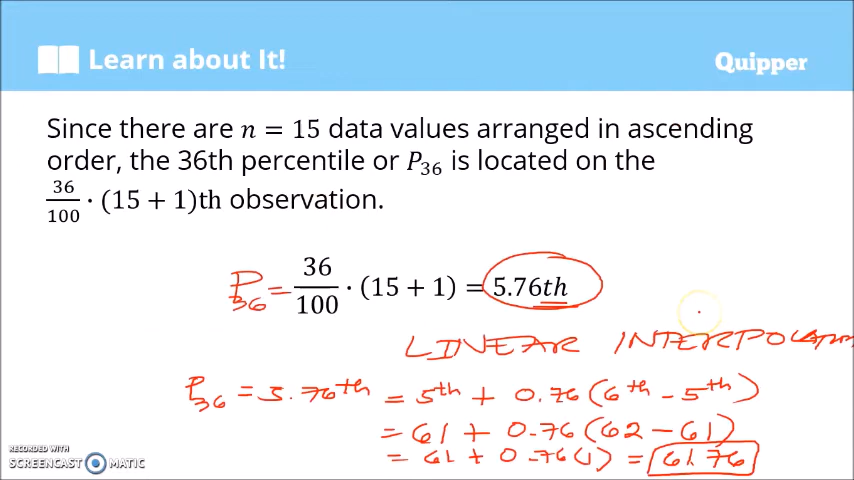 Learn about It!
Quipper
Since there are n = 15 data values arranged in ascending
order, the 36th percentile or P₃₆ is located on the
36/100 · (15 + 1)th observation.
P₃₆ = 36/100 · (15 + 1) = 5.76th
LINEAR INTERPOLATION
P₃₆ = 5.76th = 5th + 0.76 (6th − 5th)
= 61 + 0.76 (62 − 61)
= 61 + 0.76 (1) = 61.76
RECORDED WITH
SCREENCAST MATIC